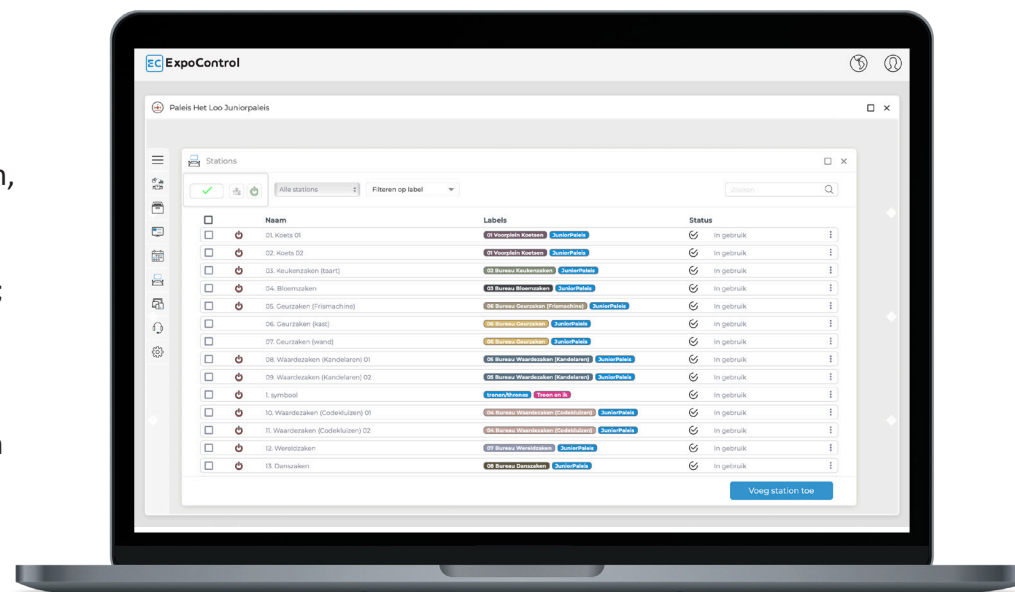 n,
;
n
EC ExpoControl
Paleis Het Loo Juniorpaleis
Stations
Alle stations Filteren op label Zoeken
Naam Labels Status
01. Koets 01 01 Voorplein Koetsen JuniorPaleis In gebruik
02. Koets 02 01 Voorplein Koetsen JuniorPaleis In gebruik
03. Keukenzaken (taart) 02 Bureau Keukenzaken JuniorPaleis In gebruik
04. Bloemzaken 03 Bureau Bloemzaken JuniorPaleis In gebruik
05. Geurzaken (Frismachine) 06 Bureau Geurzaken (Frismachine) JuniorPaleis In gebruik
06. Geurzaken (kast) 06 Bureau Geurzaken JuniorPaleis In gebruik
07. Geurzaken (wand) 06 Bureau Geurzaken JuniorPaleis In gebruik
08. Waardezaken (Kandelaren) 01 05 Bureau Waardezaken (Kandelaren) JuniorPaleis In gebruik
09. Waardezaken (Kandelaren) 02 05 Bureau Waardezaken (Kandelaren) JuniorPaleis In gebruik
1. symbool tronen/thrones Troon en ik In gebruik
10. Waardezaken (Codekluizen) 01 04 Bureau Waardezaken (Codekluizen) JuniorPaleis In gebruik
11. Waardezaken (Codekluizen) 02 04 Bureau Waardezaken (Codekluizen) JuniorPaleis In gebruik
12. Wereldzaken 07 Bureau Wereldzaken JuniorPaleis In gebruik
13. Danszaken 08 Bureau Danszaken JuniorPaleis In gebruik
Voeg station toe